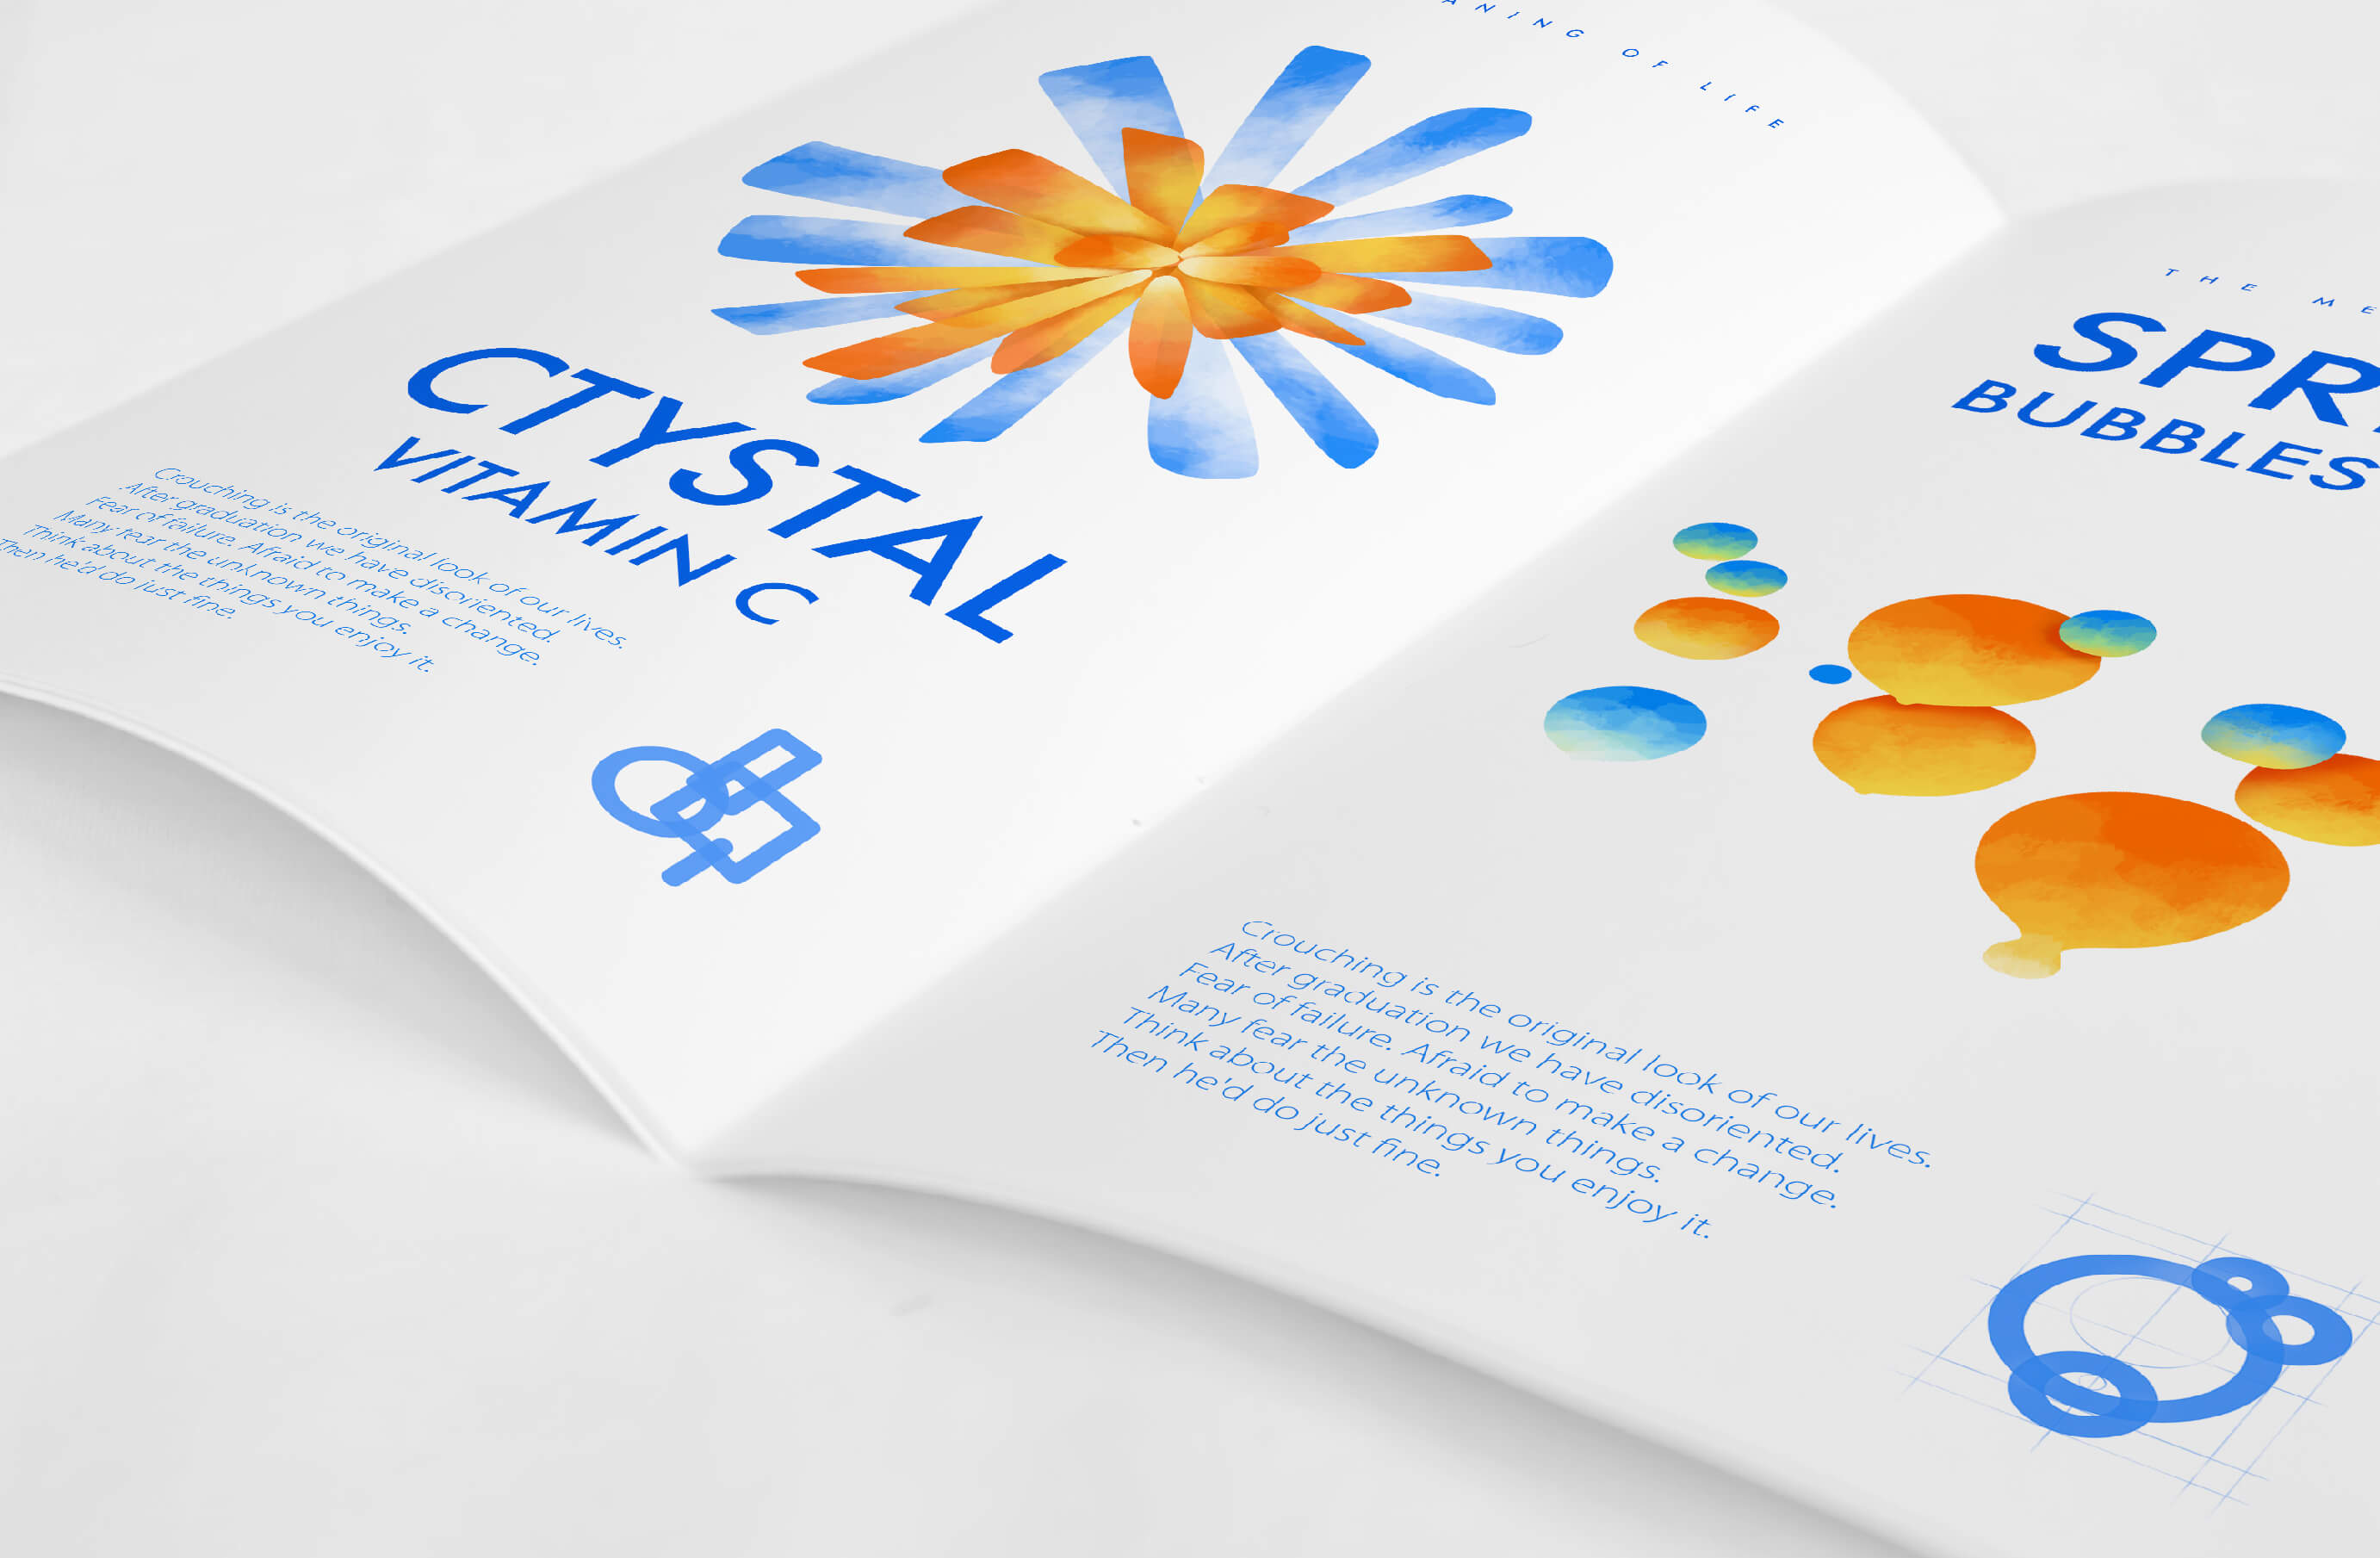 ANING OF LIFE
CTYSTAL
VITAMIN C
Crouching is the original look of our lives.
After graduation we have disoriented.
Fear of failure. Afraid to make a change.
Many fear the unknown things.
Think about the things you enjoy it.
Then he'd do just fine.
THE ME
SPR
BUBBLES
Crouching is the original look of our lives.
After graduation we have disoriented.
Fear of failure. Afraid to make a change.
Many fear the unknown things.
Think about the things you enjoy it.
Then he'd do just fine.